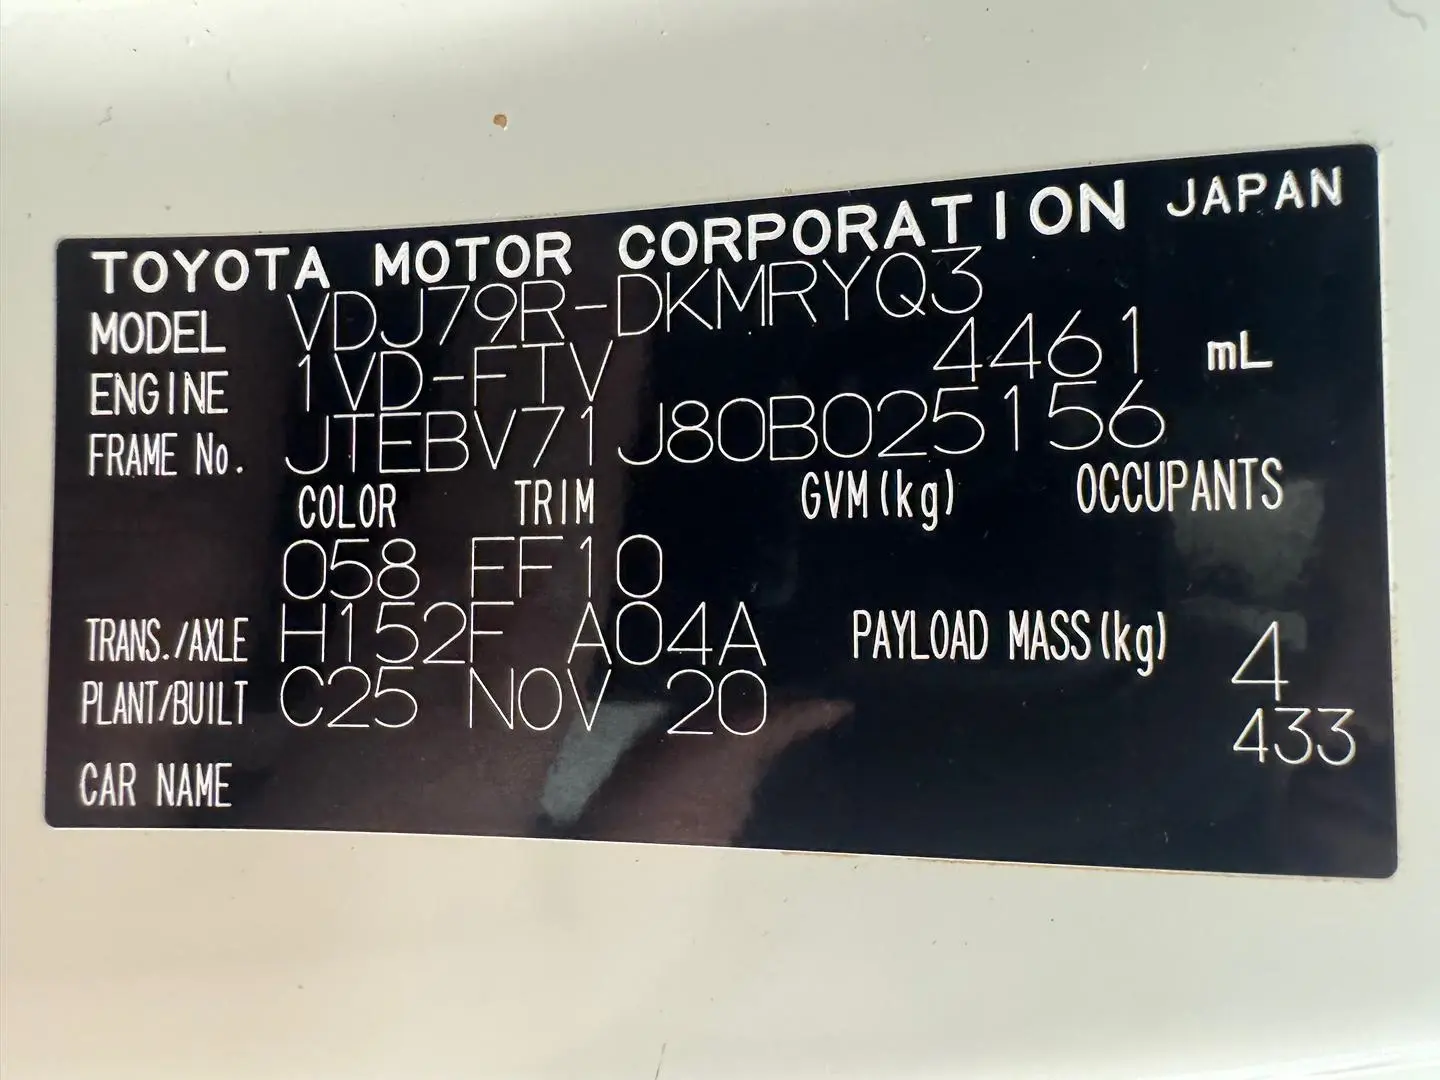 TOYOTA MOTOR CORPORATION JAPAN
MODEL VDJ79R-DKMRYQ3
ENGINE 1VD-FTV 4461 mL
FRAME No. JTEBV71J80B025156
COLOR TRIM GVM(kg) OCCUPANTS
058 FF10
TRANS./AXLE H152F A04A PAYLOAD MASS(kg) 4
PLANT/BUILT C25 NOV 20 433
CAR NAME